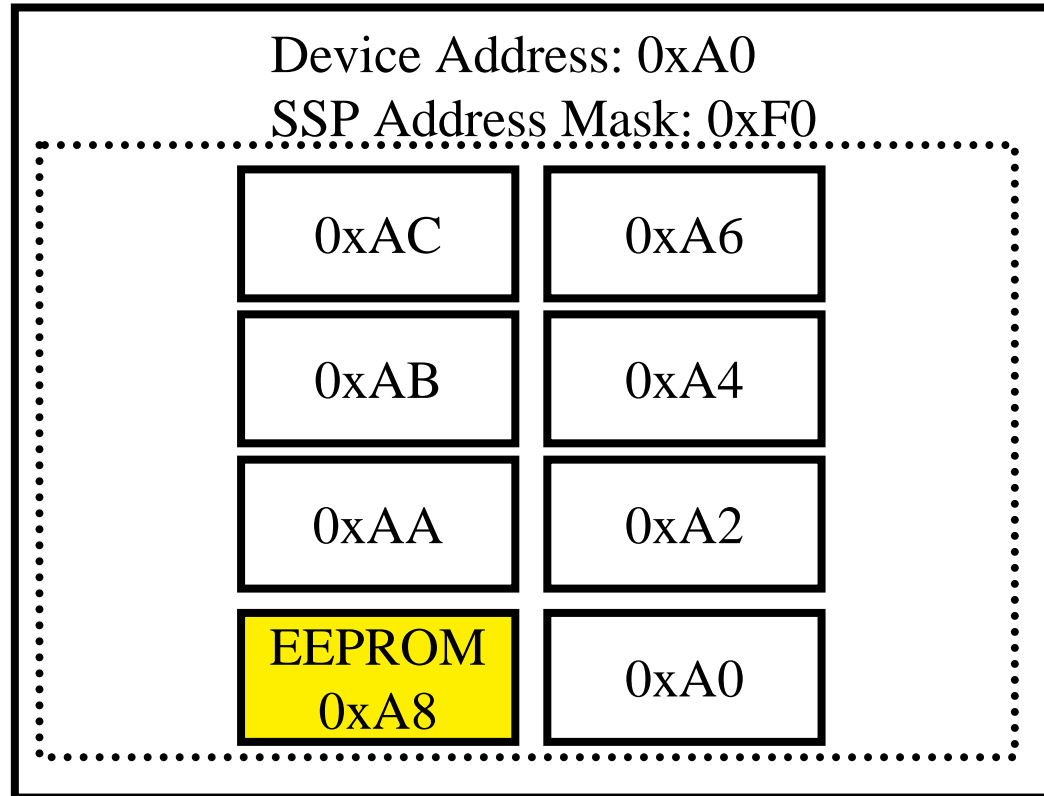 Device Address: 0xA0
SSP Address Mask: 0xF0
0xAC
0xA6
0xAB
0xA4
0xAA
0xA2
EEPROM
0xA8
0xA0